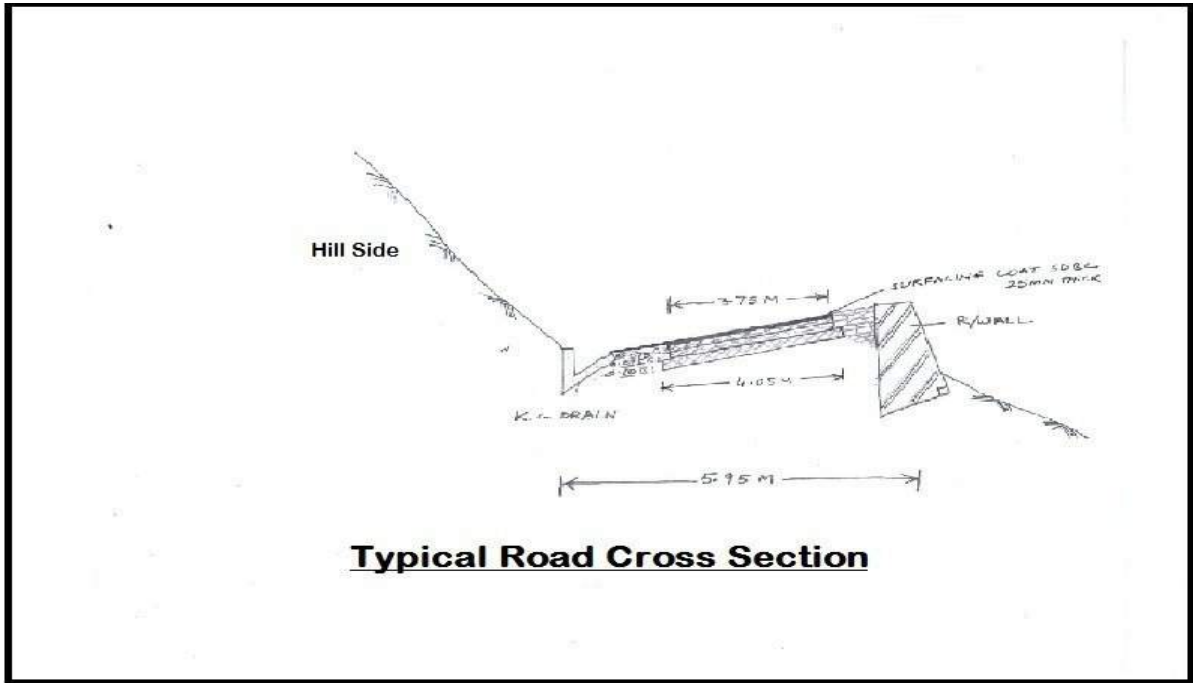 Hill Side
SURFACING COAT SDBC
25MM THICK
3.75 M
R/WALL
4.05 M
DRAIN
5.95 M
Typical Road Cross Section